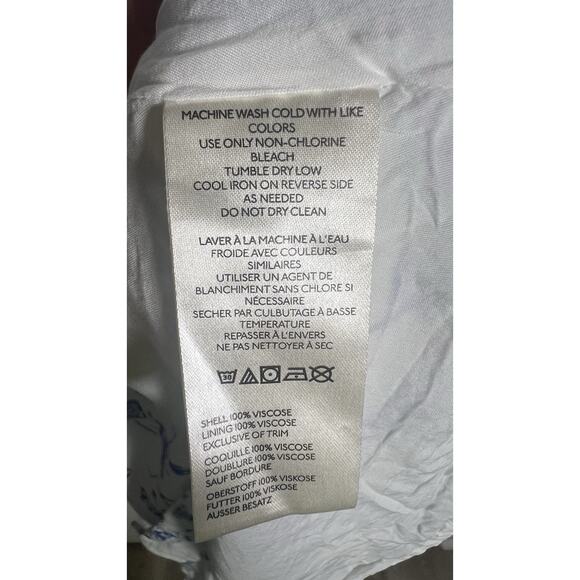 MACHINE WASH COLD WITH LIKE
COLORS
USE ONLY NON-CHLORINE
BLEACH
TUMBLE DRY LOW
COOL IRON ON REVERSE SIDE
AS NEEDED
DO NOT DRY CLEAN
LAVER À LA MACHINE À L'EAU
FROIDE AVEC COULEURS
SIMILAIRES
UTILISER UN AGENT DE
BLANCHIMENT SANS CHLORE SI
NÉCESSAIRE
SECHER PAR CULBUTAGE À BASSE
TEMPERATURE
REPASSER À L'ENVERS
NE PAS NETTOYER À SEC
30
SHELL 100% VISCOSE
LINING 100% VISCOSE
EXCLUSIVE OF TRIM
COQUILLE 100% VISCOSE
DOUBLURE 100% VISCOSE
SAUF BORDURE
OBERSTOFF 100% VISKOSE
FUTTER 100% VISKOSE
AUSSER BESATZ